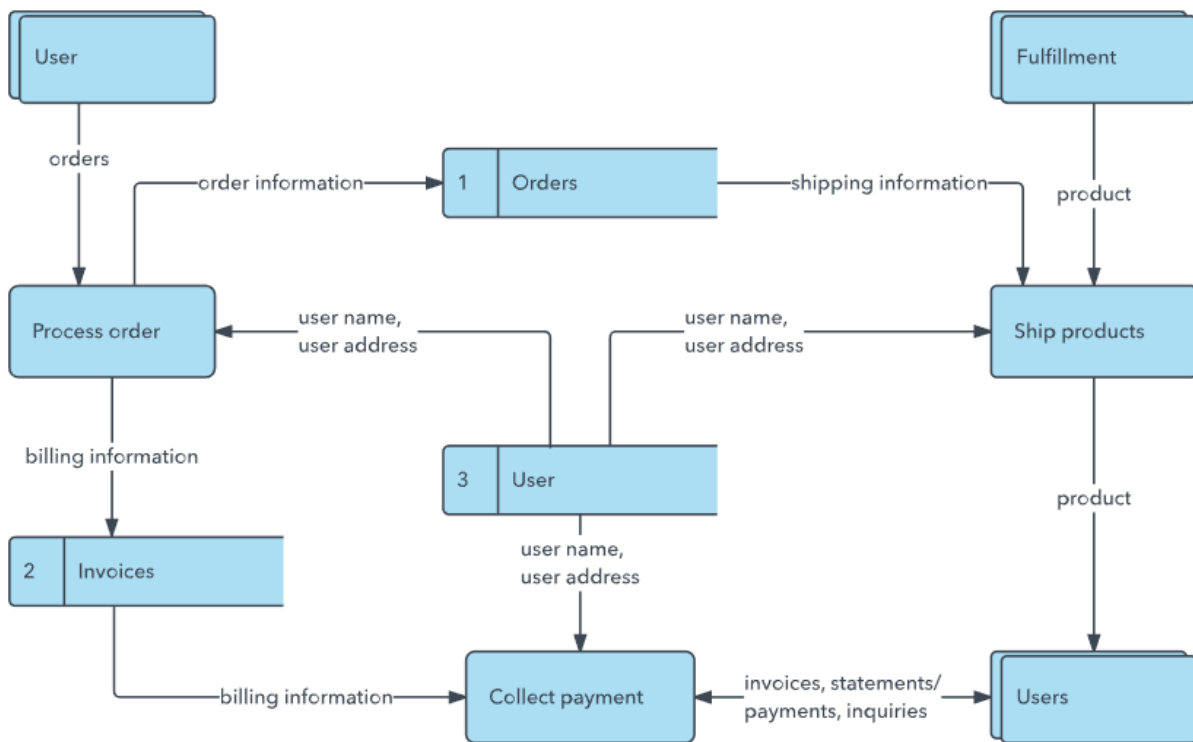 User
Fulfillment
orders
order information
1
Orders
shipping information
product
Process order
user name,
user address
user name,
user address
Ship products
billing information
3
User
product
2
Invoices
user name,
user address
billing information
Collect payment
invoices, statements/
payments, inquiries
Users